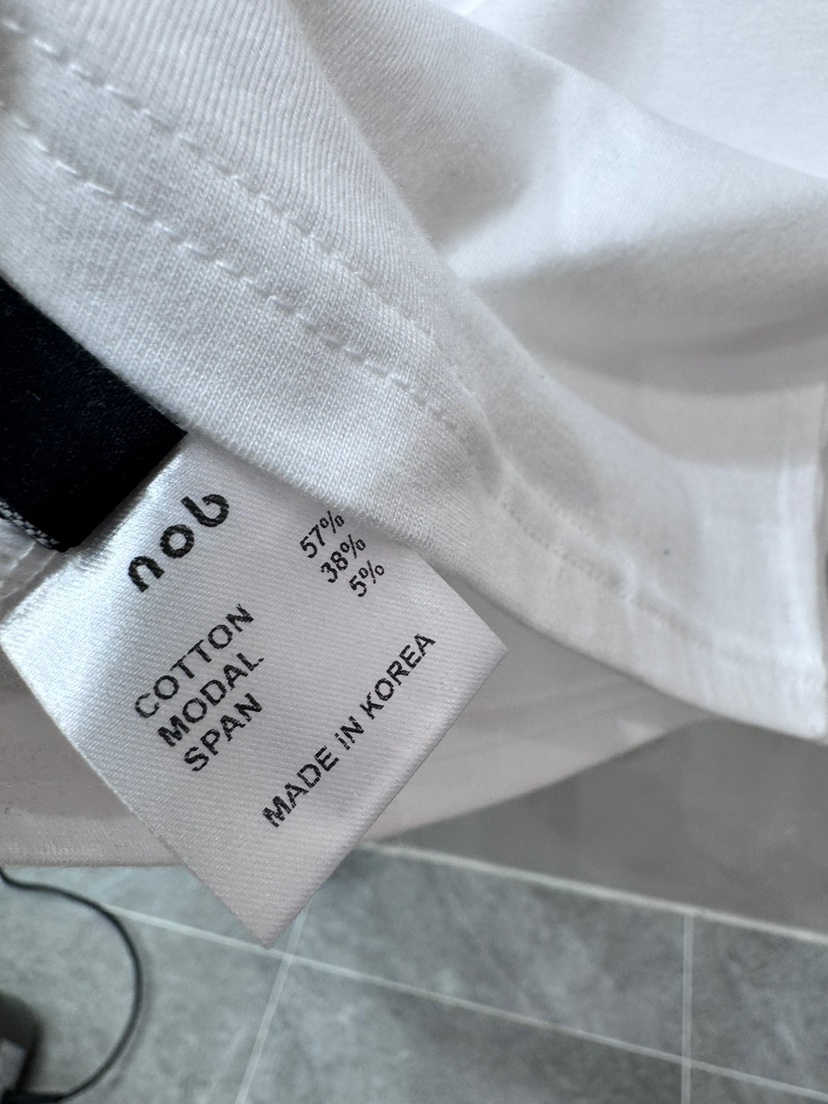 nob
COTTON 57%
MODAL 38%
SPAN 5%
MADE iN KOREA